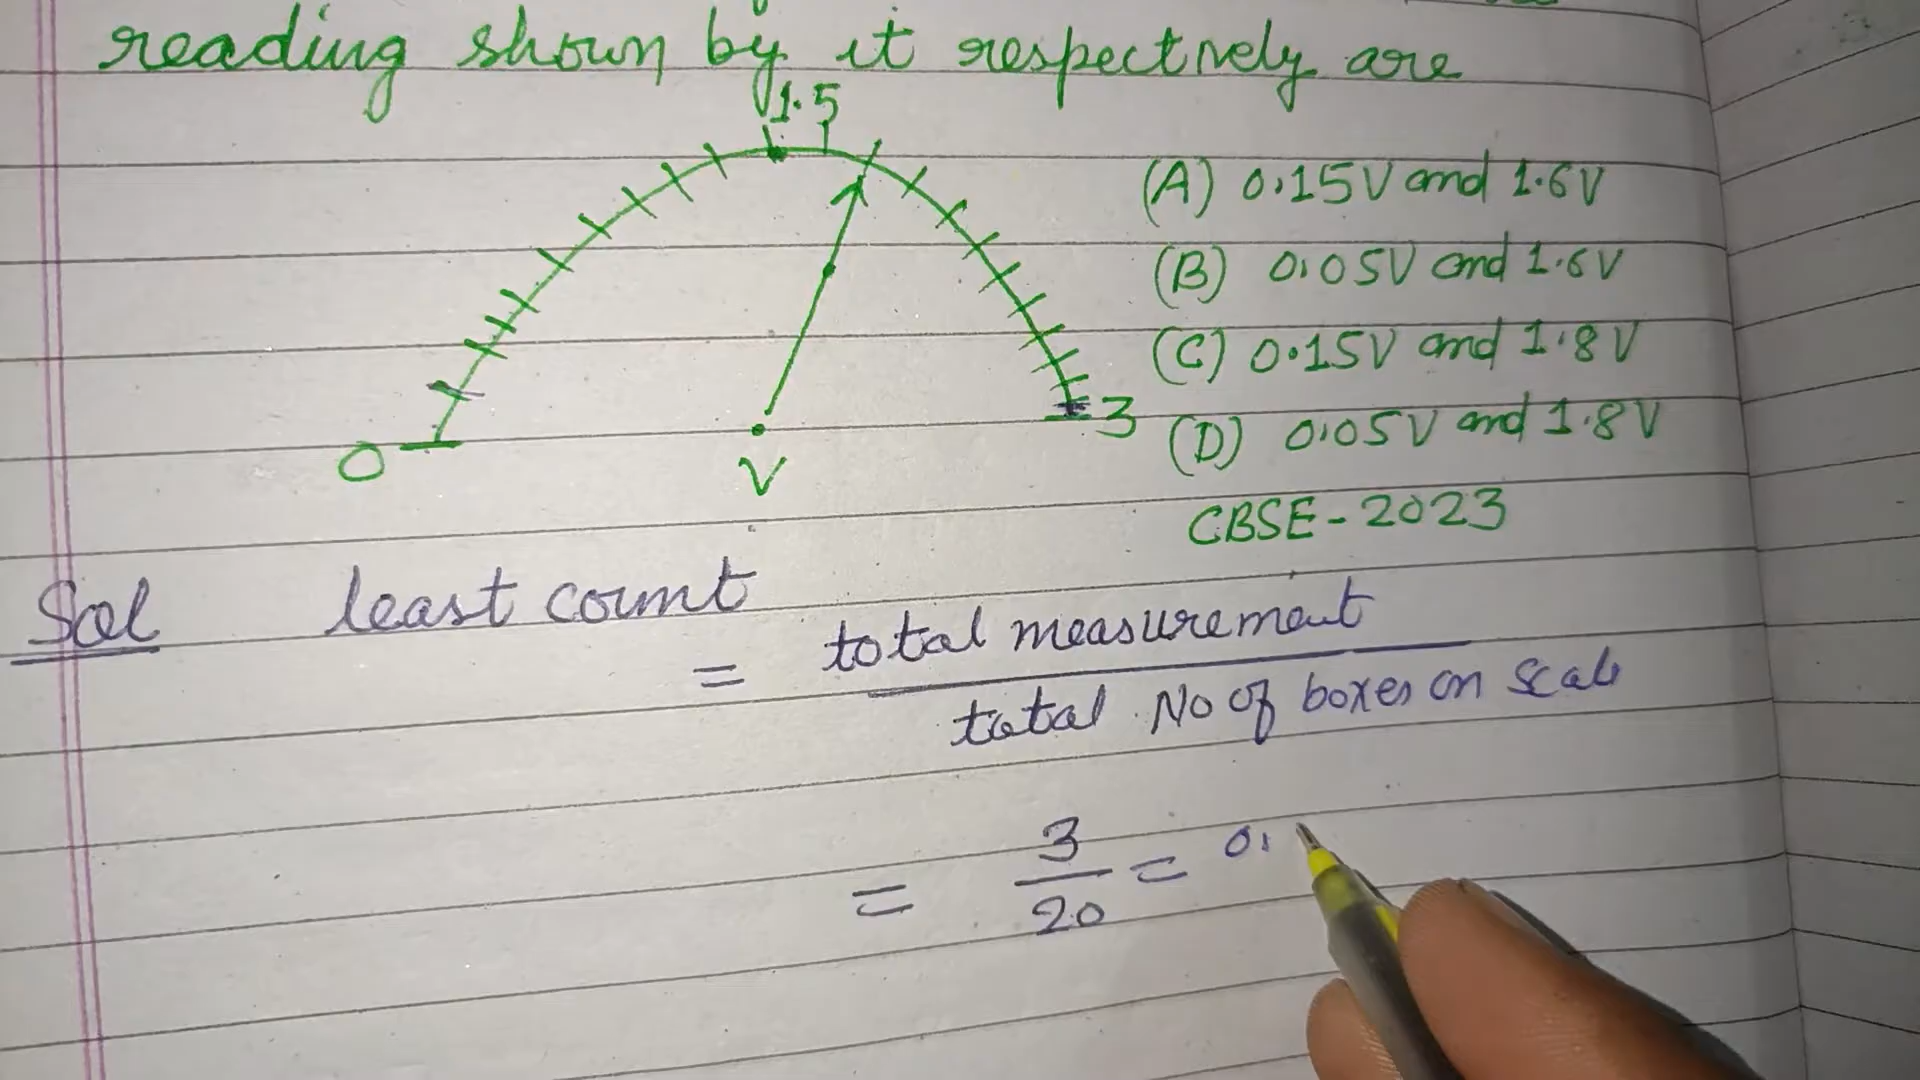 reading shown by it respectively are
1.5
(A) 0.15V and 1.6V
(B) 0.05V and 1.6V
(C) 0.15V and 1.8V
0 3
(D) 0.05V and 1.8V
V
CBSE-2023
Sol least count
= total measurement
total No of boxes on scale
= 3/20 = 0.